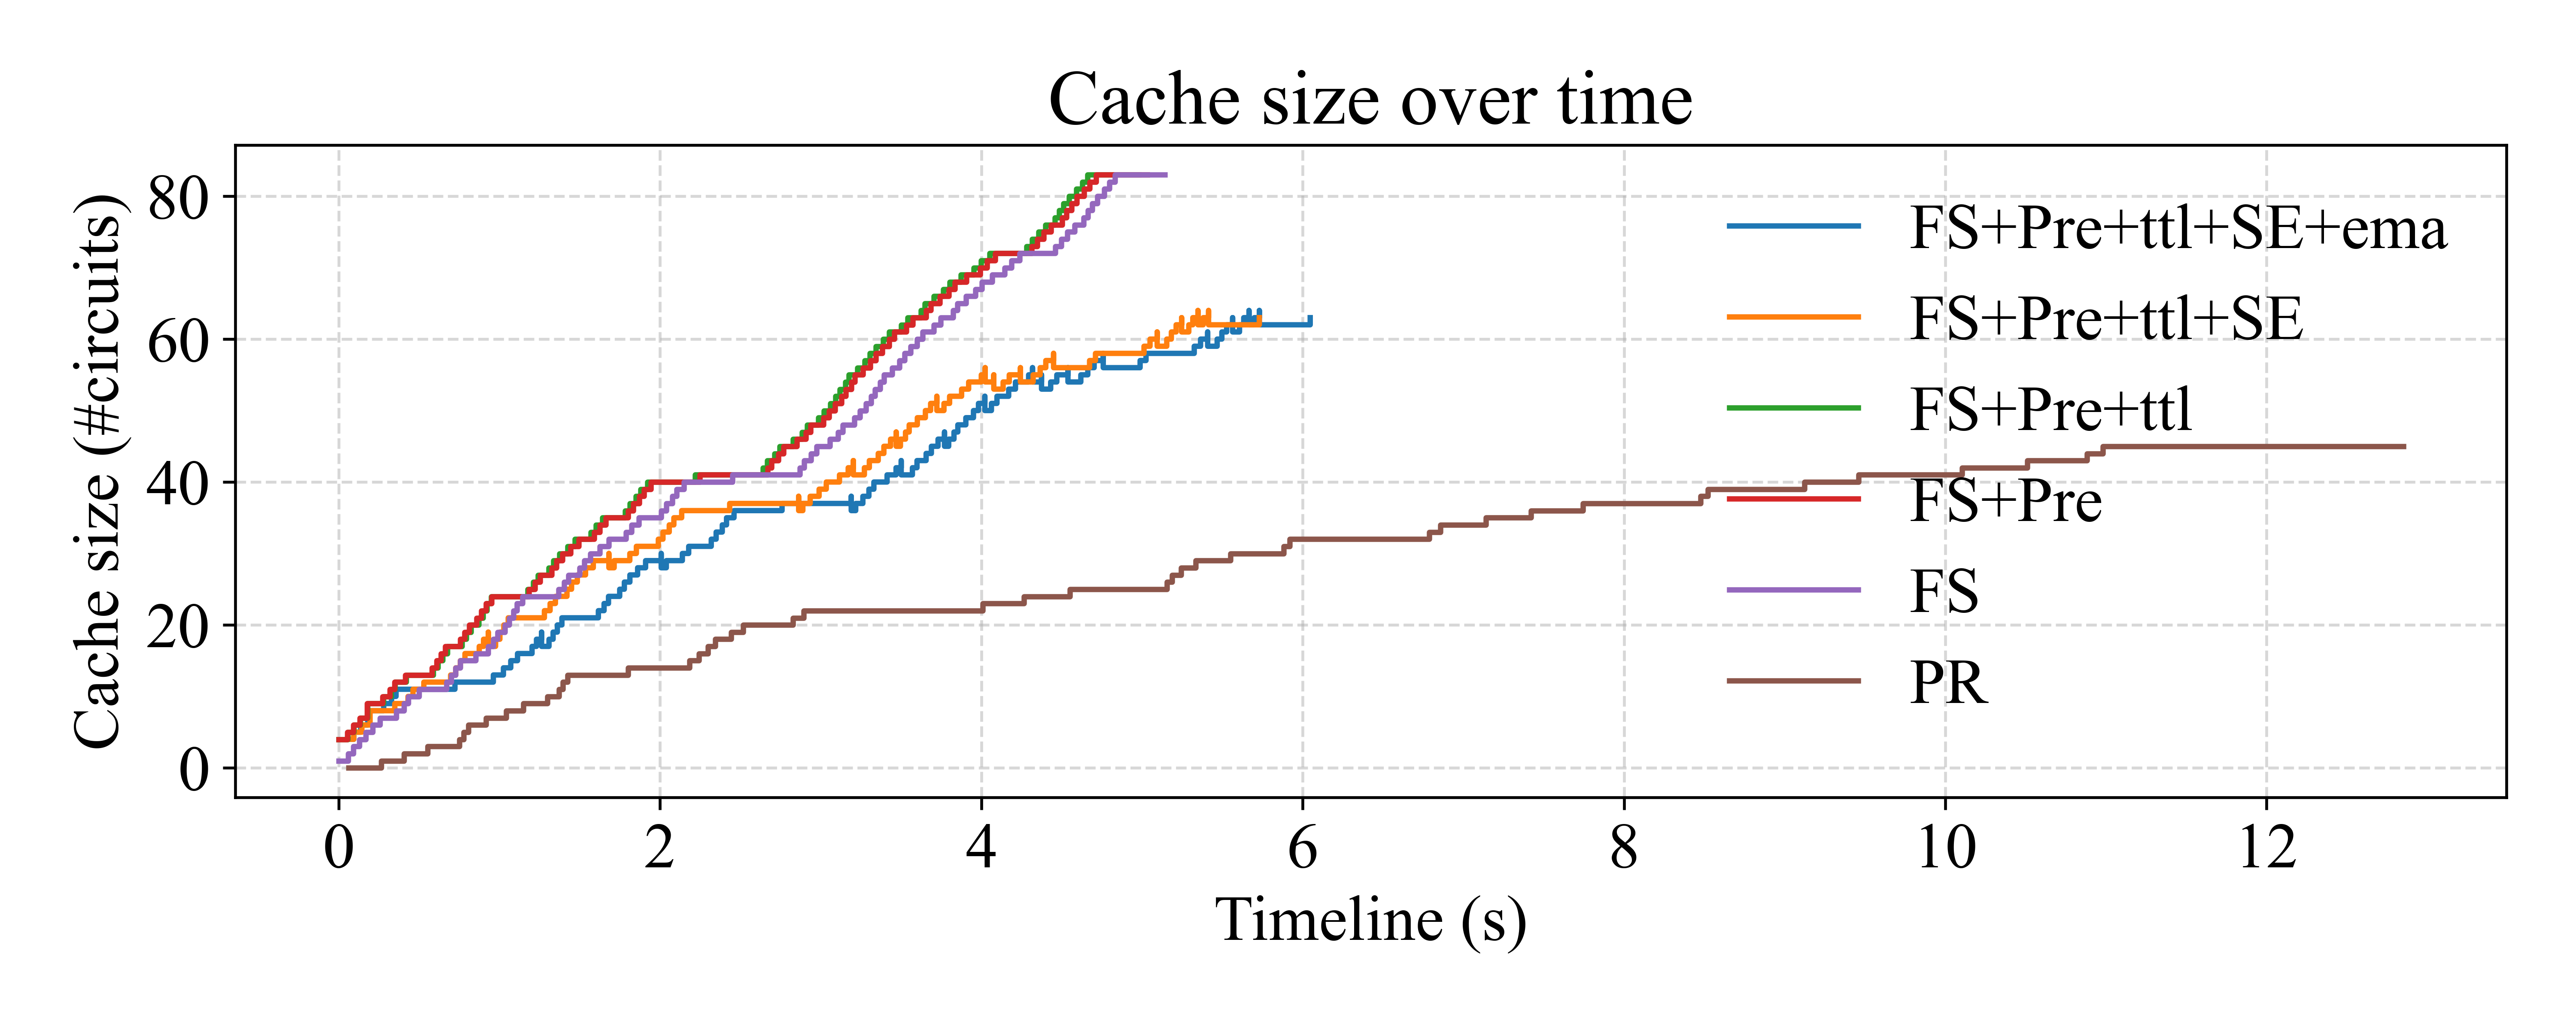 Cache size over time
Cache size (#circuits)
80
60
40
20
0
FS+Pre+ttl+SE+ema
FS+Pre+ttl+SE
FS+Pre+ttl
FS+Pre
FS
PR
0 2 4 6 8 10 12
Timeline (s)